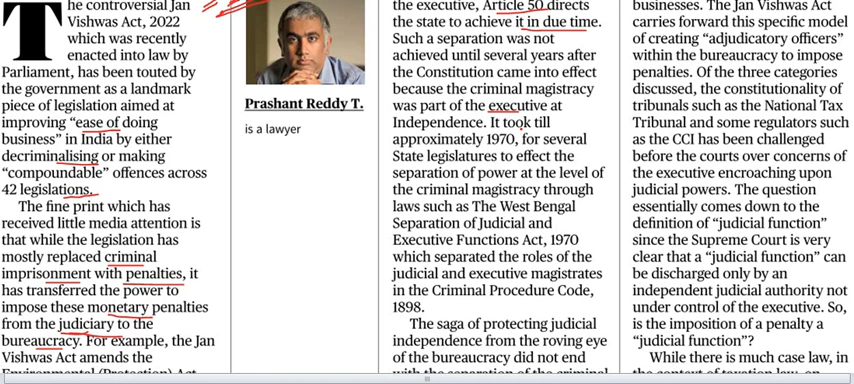 The controversial Jan
Vishwas Act, 2022
which was recently
enacted into law by
Parliament, has been touted by
the government as a landmark
piece of legislation aimed at
improving “ease of doing
business” in India by either
decriminalising or making
“compoundable” offences across
42 legislations.
The fine print which has
received little media attention is
that while the legislation has
mostly replaced criminal
imprisonment with penalties, it
has transferred the power to
impose these monetary penalties
from the judiciary to the
bureaucracy. For example, the Jan
Vishwas Act amends the
Environmental (Protection) Act
Prashant Reddy T.
is a lawyer
the executive, Article 50 directs
the state to achieve it in due time.
Such a separation was not
achieved until several years after
the Constitution came into effect
because the criminal magistracy
was part of the executive at
Independence. It took till
approximately 1970, for several
State legislatures to effect the
separation of power at the level of
the criminal magistracy through
laws such as The West Bengal
Separation of Judicial and
Executive Functions Act, 1970
which separated the roles of the
judicial and executive magistrates
in the Criminal Procedure Code,
1898.
The saga of protecting judicial
independence from the roving eye
of the bureaucracy did not end
with the separation of the criminal
businesses. The Jan Vishwas Act
carries forward this specific model
of creating “adjudicatory officers”
within the bureaucracy to impose
penalties. Of the three categories
discussed, the constitutionality of
tribunals such as the National Tax
Tribunal and some regulators such
as the CCI has been challenged
before the courts over concerns of
the executive encroaching upon
judicial powers. The question
essentially comes down to the
definition of “judicial function”
since the Supreme Court is very
clear that a “judicial function” can
be discharged only by an
independent judicial authority not
under control of the executive. So,
is the imposition of a penalty a
“judicial function”?
While there is much case law, in
the context of taxation law, on